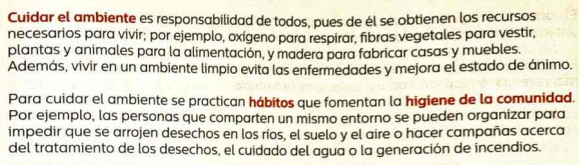 Cuidar el ambiente es responsabilidad de todos, pues de él se obtienen los recursos
necesarios para vivir; por ejemplo, oxígeno para respirar, fibras vegetales para vestir,
plantas y animales para la alimentación, y madera para fabricar casas y muebles.
Además, vivir en un ambiente limpio evita las enfermedades y mejora el estado de ánimo.
Para cuidar el ambiente se practican hábitos que fomentan la higiene de la comunidad.
Por ejemplo, las personas que comparten un mismo entorno se pueden organizar para
impedir que se arrojen desechos en los ríos, el suelo y el aire o hacer campañas acerca
del tratamiento de los desechos, el cuidado del agua o la generación de incendios.